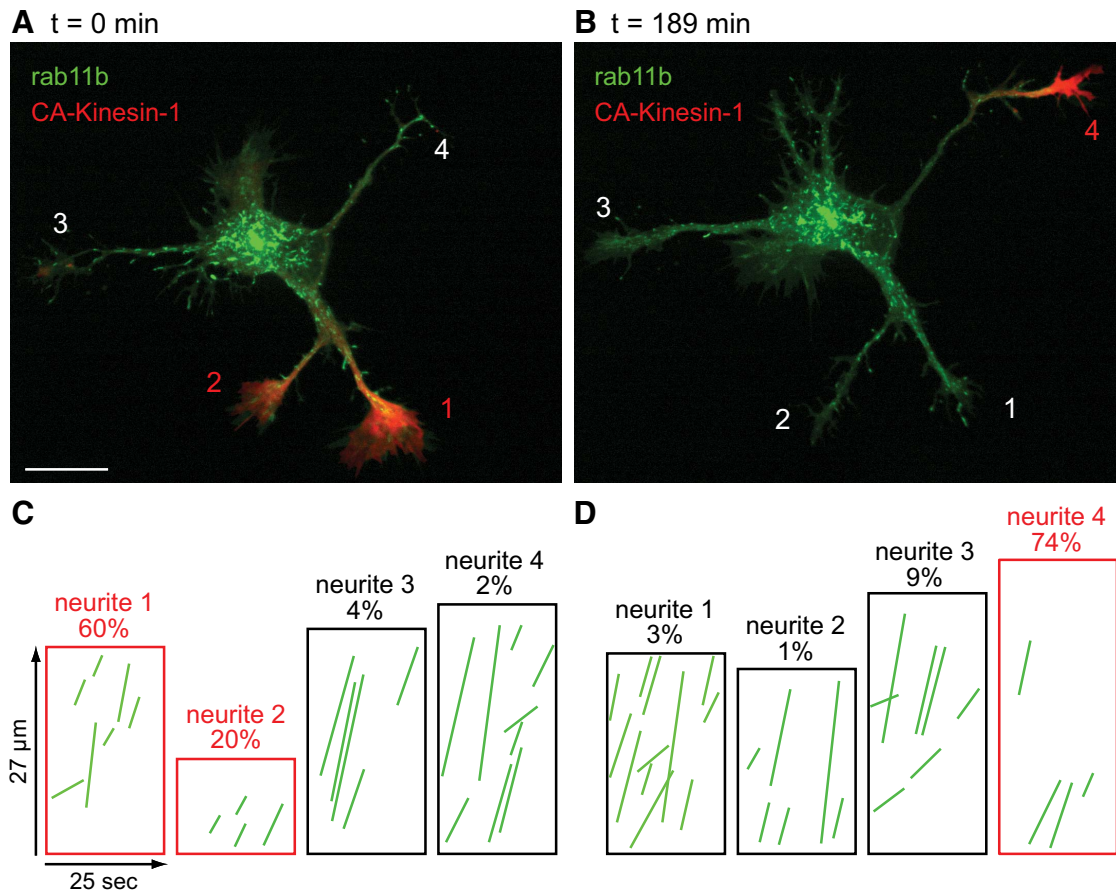 A t = 0 min
rab11b
CA-Kinesin-1
4
3
2
1
B t = 189 min
rab11b
CA-Kinesin-1
4
3
2
1
C
neurite 1
60%
neurite 2
20%
neurite 3
4%
neurite 4
2%
27 µm
25 sec
D
neurite 1
3%
neurite 2
1%
neurite 3
9%
neurite 4
74%